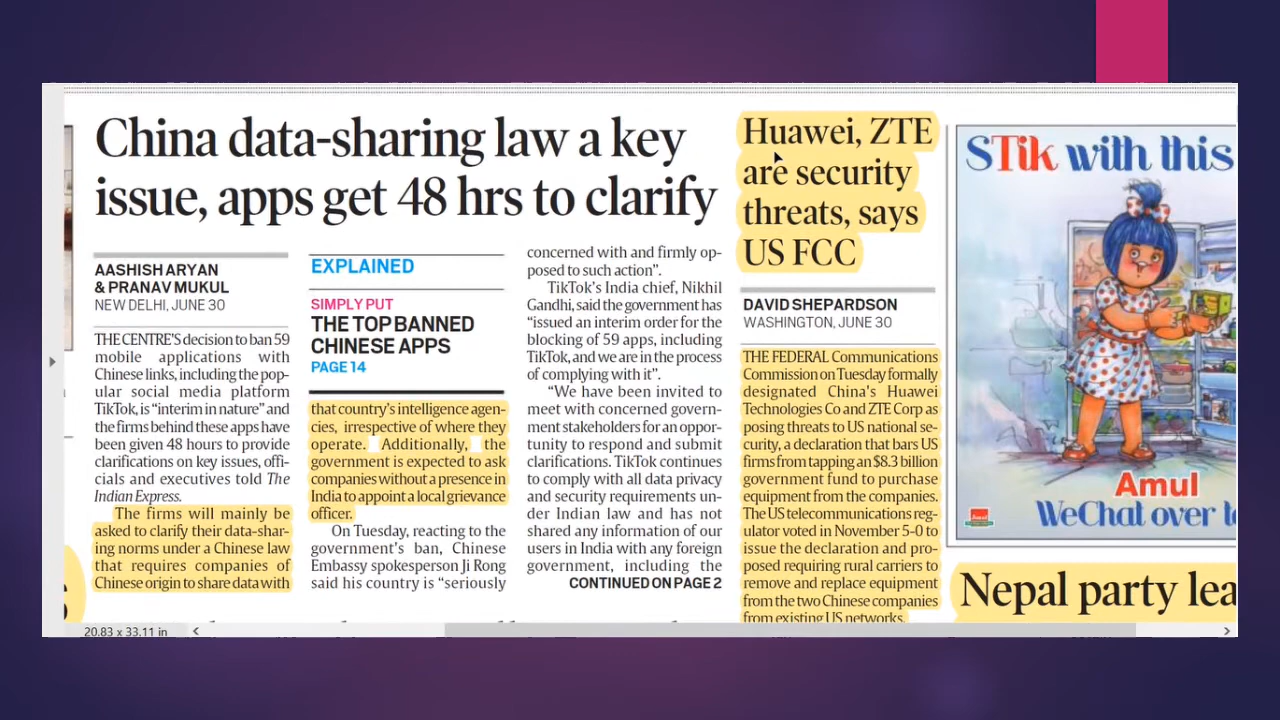 China data-sharing law a key
issue, apps get 48 hrs to clarify
AASHISH ARYAN
& PRANAV MUKUL
NEW DELHI, JUNE 30
THE CENTRE'S decision to ban 59
mobile applications with
Chinese links, including the pop-
ular social media platform
TikTok, is "interim in nature" and
the firms behind these apps have
been given 48 hours to provide
clarifications on key issues, offi-
cials and executives told The
Indian Express.
The firms will mainly be
asked to clarify their data-shar-
ing norms under a Chinese law
that requires companies of
Chinese origin to share data with
EXPLAINED
SIMPLY PUT
THE TOP BANNED
CHINESE APPS
PAGE 14
that country's intelligence agen-
cies, irrespective of where they
operate. Additionally, the
government is expected to ask
companies without a presence in
India to appoint a local grievance
officer.
On Tuesday, reacting to the
government's ban, Chinese
Embassy spokesperson Ji Rong
said his country is "seriously
concerned with and firmly op-
posed to such action".
TikTok's India chief, Nikhil
Gandhi, said the government has
"issued an interim order for the
blocking of 59 apps, including
TikTok, and we are in the process
of complying with it".
"We have been invited to
meet with concerned govern-
ment stakeholders for an oppor-
tunity to respond and submit
clarifications. TikTok continues
to comply with all data privacy
and security requirements un-
der Indian law and has not
shared any information of our
users in India with any foreign
government, including the
CONTINUED ON PAGE 2
Huawei, ZTE
are security
threats, says
US FCC
DAVID SHEPARDSON
WASHINGTON, JUNE 30
THE FEDERAL Communications
Commission on Tuesday formally
designated China's Huawei
Technologies Co and ZTE Corp as
posing threats to US national se-
curity, a declaration that bars US
firms from tapping an $8.3 billion
government fund to purchase
equipment from the companies.
The US telecommunications reg-
ulator voted in November 5-0 to
issue the declaration and pro-
posed requiring rural carriers to
remove and replace equipment
from the two Chinese companies
from existing US networks.
STik with this
Amul
WeChat over
Nepal party lea
20.83 x 33.11 in